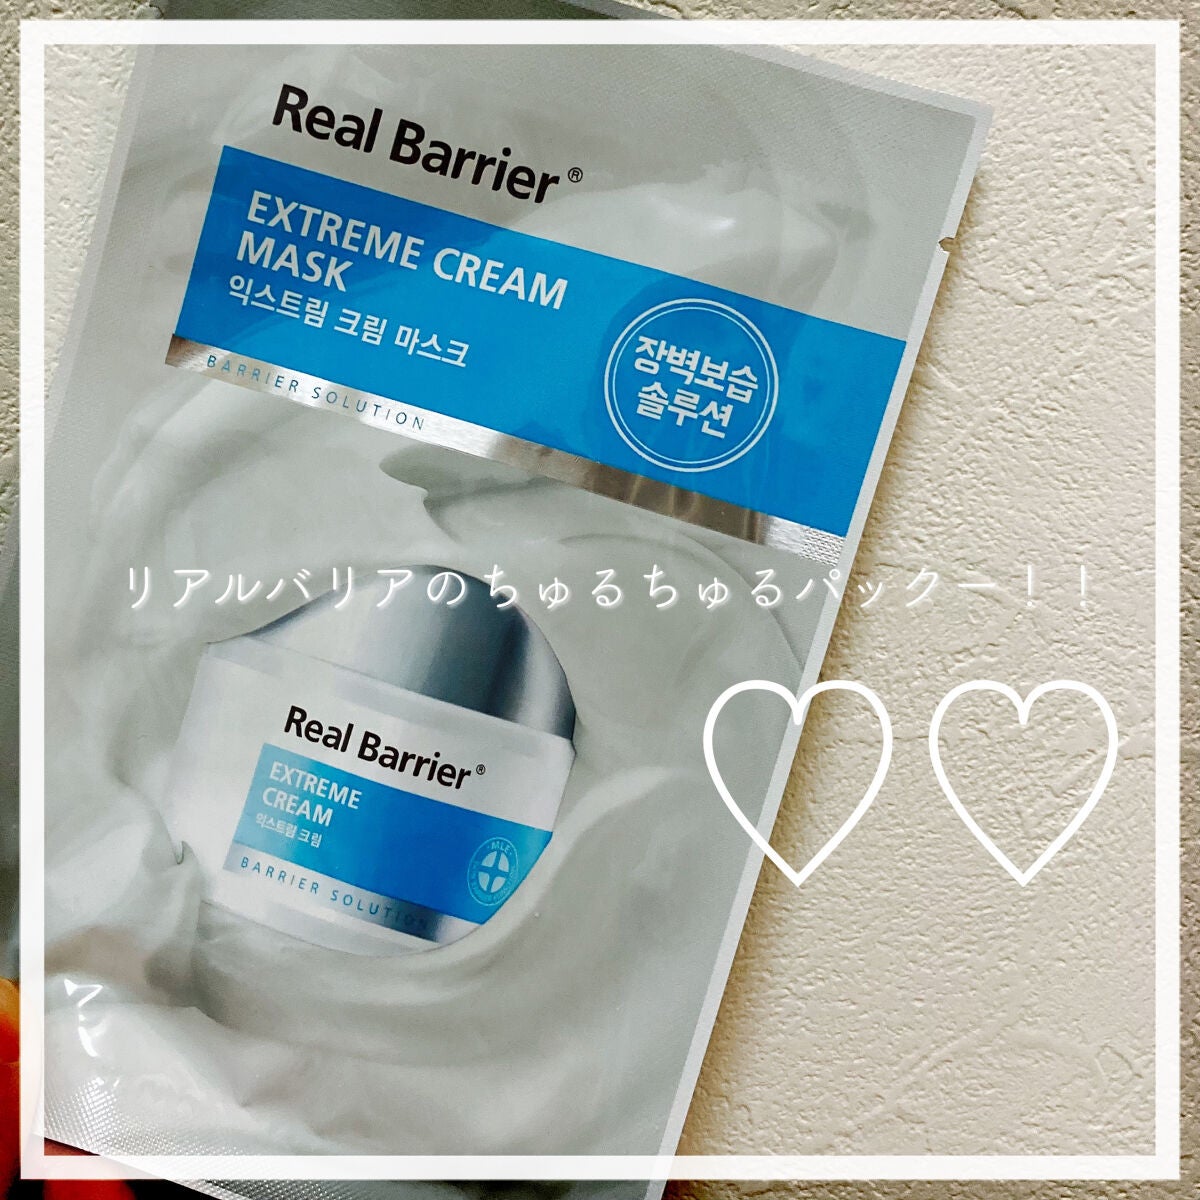 Real Barrier®
EXTREME CREAM
MASK
익스트림 크림 마스크
BARRIER SOLUTION
장벽보습
솔루션
リアルバリアのちゅるちゅるパックー！！
Real Barrier®
EXTREME
CREAM
익스트림 크림
BARRIER SOLUTION
MLE